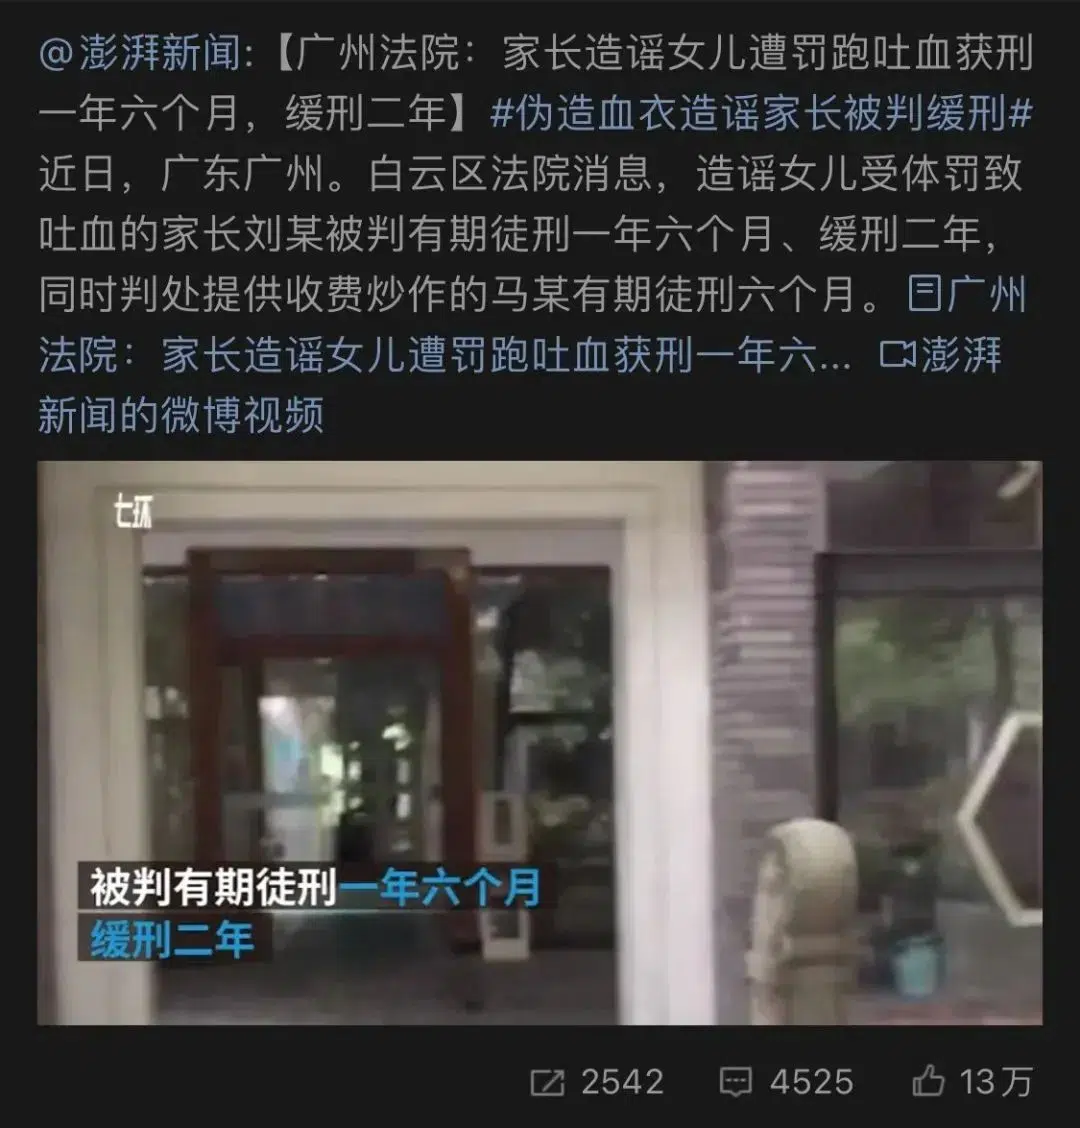 @澎湃新闻:【广州法院：家长造谣女儿遭罚跑吐血获刑
一年六个月，缓刑二年】#伪造血衣造谣家长被判缓刑#
近日，广东广州。白云区法院消息，造谣女儿受体罚致
吐血的家长刘某被判有期徒刑一年六个月、缓刑二年，
同时判处提供收费炒作的马某有期徒刑六个月。广州
法院：家长造谣女儿遭罚跑吐血获刑一年六... 澎湃
新闻的微博视频
七环
被判有期徒刑一年六个月
缓刑二年
2542 4525 13万